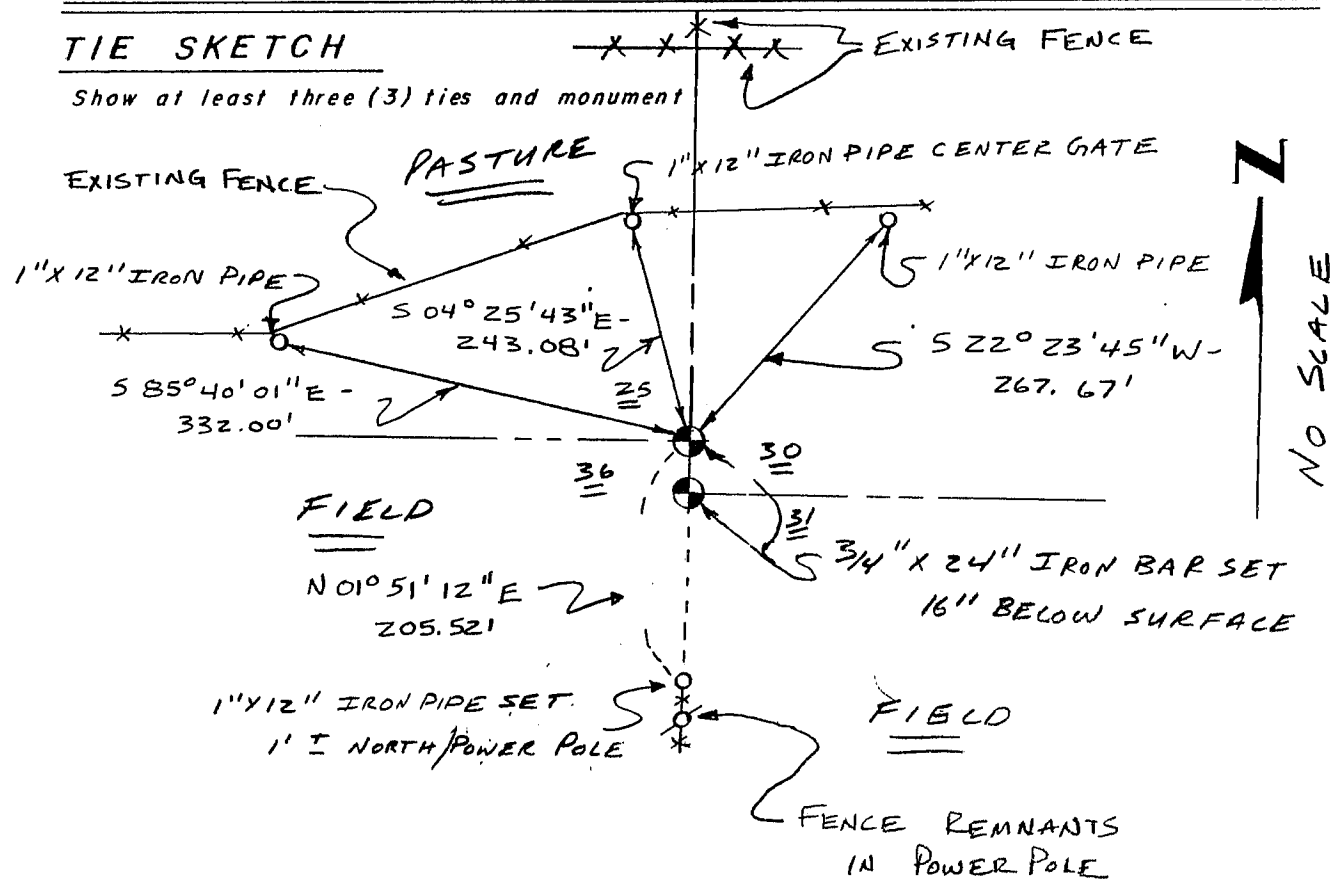 TIE SKETCH
Show at least three (3) ties and monument
EXISTING FENCE
PASTURE
1"X12" IRON PIPE CENTER GATE
EXISTING FENCE
N
1"X12" IRON PIPE
1"X12" IRON PIPE
S 04° 25'43"E-
243.08'
S 22° 23'45"W-
267.67'
NO SCALE
S 85°40'01"E-
332.00'
25
30
36
31
FIELD
3/4" X 24" IRON BAR SET
16" BELOW SURFACE
N 01° 51' 12" E
205.52'
1"X12" IRON PIPE SET
1' ± NORTH/POWER POLE
FIELD
FENCE REMNANTS
IN POWER POLE